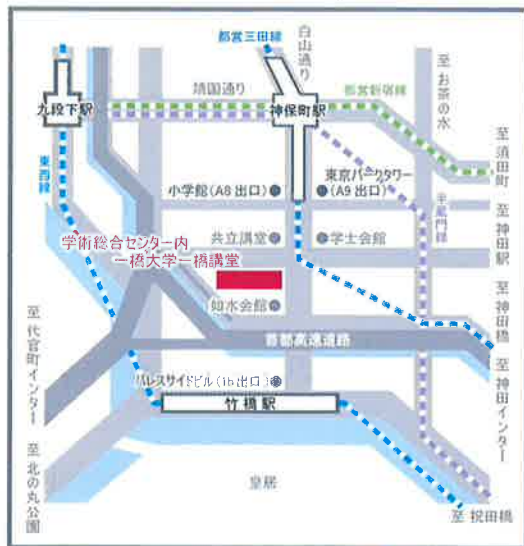 都営三田線
白山通り
至お茶の水
靖国通り
都営新宿線
九段下駅
神保町駅
至須田町
東西線
東京パークタワー
小学館(A8 出口)
(A9 出口)
半蔵門線
至神田駅
学術総合センター内
一橋大学一橋講堂
共立講堂
学士会館
至神田橋
如水会館
至代官町インター
首都高速道路
至神田インター
パレスサイドビル(1b出口)
竹橋駅
至北の丸公園
皇居
至 祝田橋